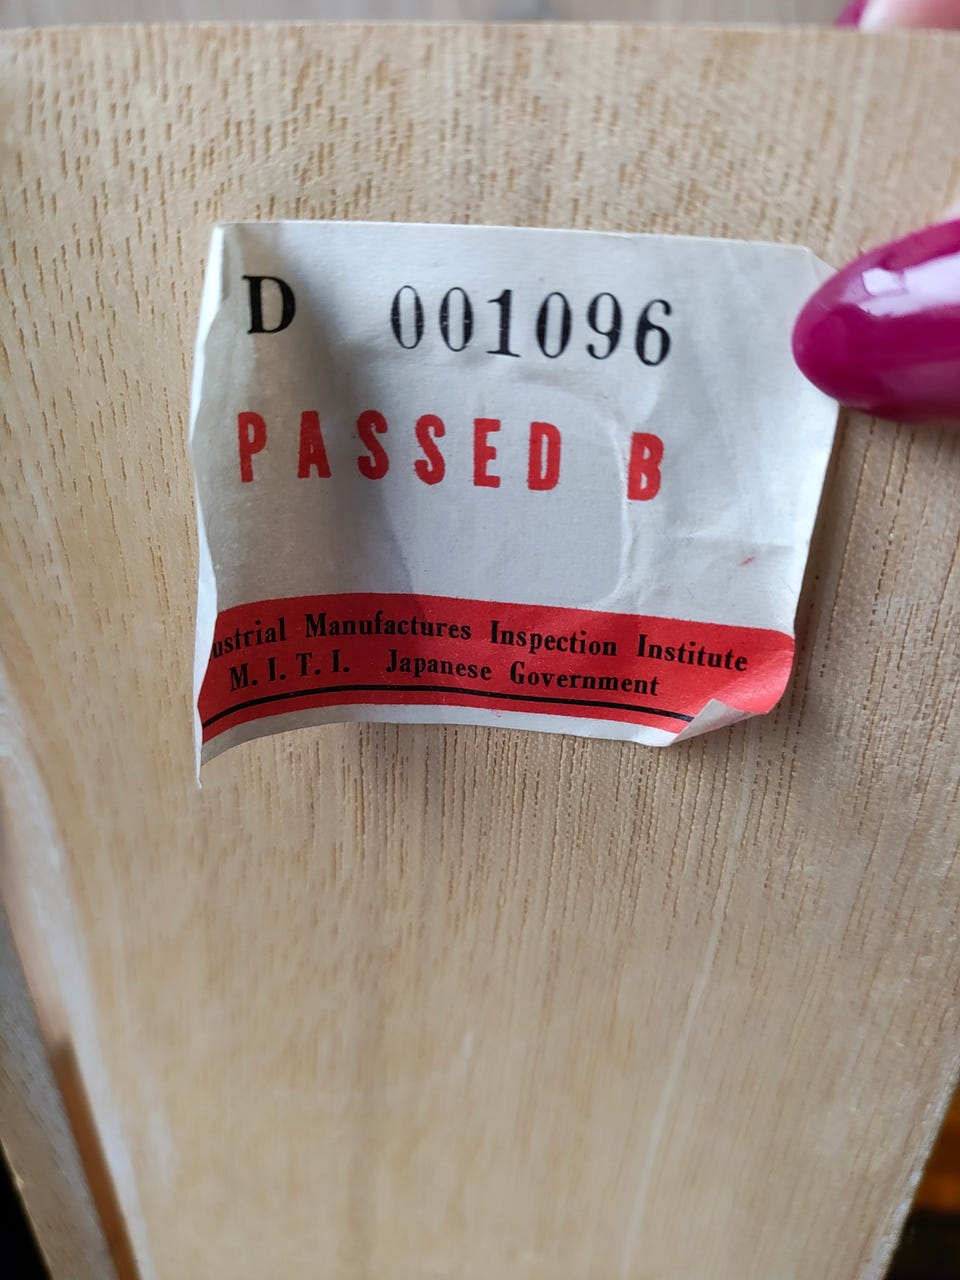 D 001096
PASSED B
ustrial Manufactures Inspection Institute
M. I. T. I. Japanese Government